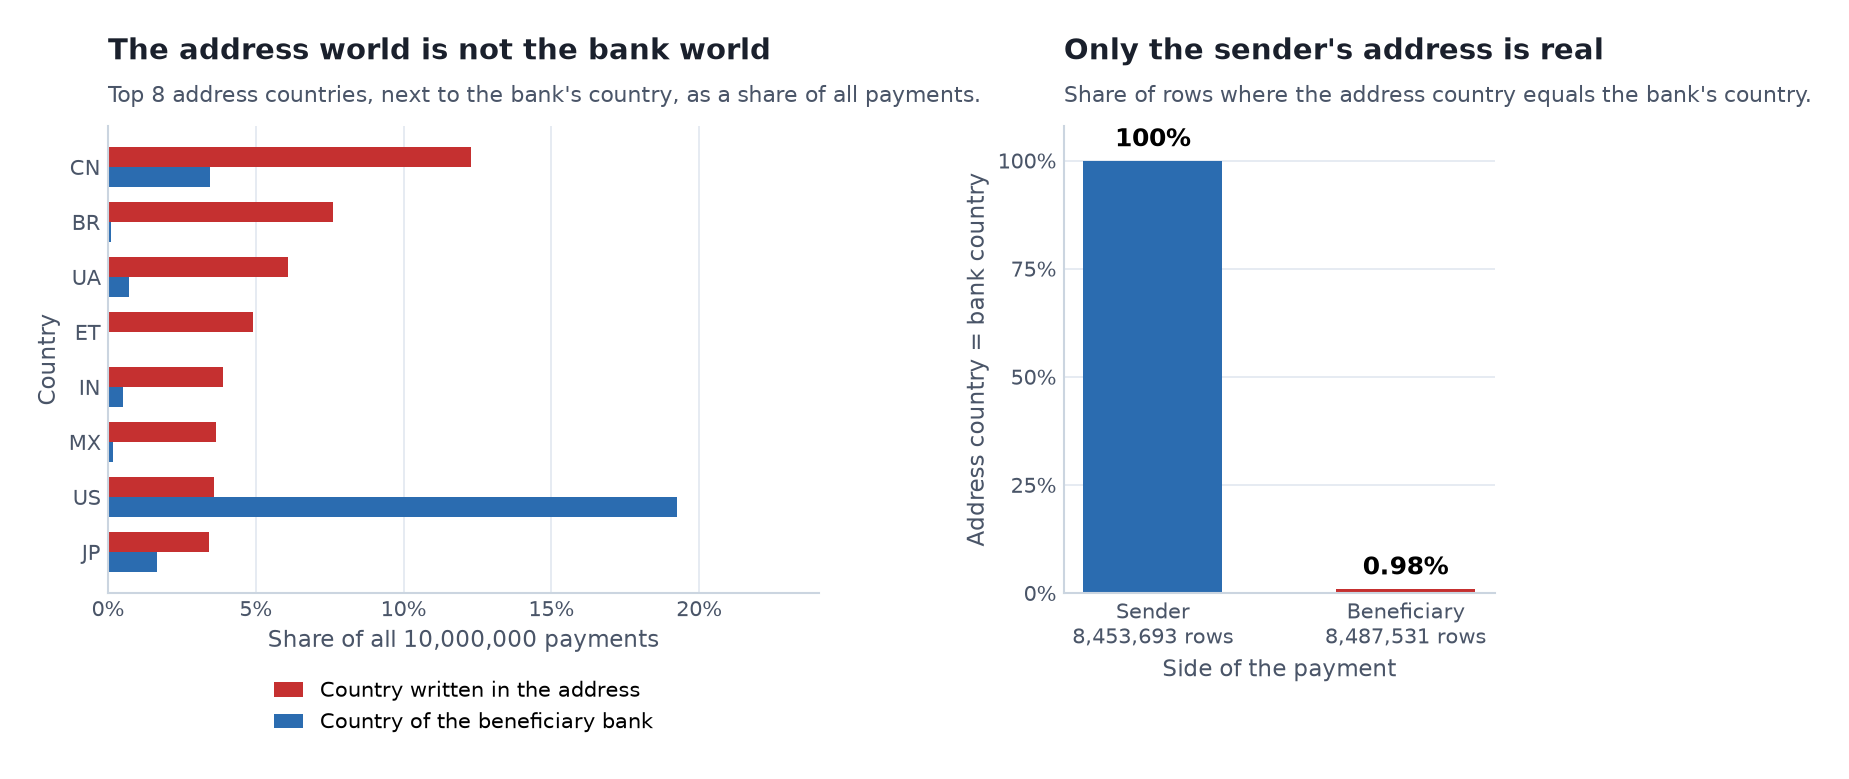 The address world is not the bank world
Top 8 address countries, next to the bank's country, as a share of all payments.
Country
CN
BR
UA
ET
IN
MX
US
JP
0%
5%
10%
15%
20%
Share of all 10,000,000 payments
Country written in the address
Country of the beneficiary bank
Only the sender's address is real
Share of rows where the address country equals the bank's country.
Address country = bank country
100%
75%
50%
25%
0%
100%
0.98%
Sender
8,453,693 rows
Beneficiary
8,487,531 rows
Side of the payment